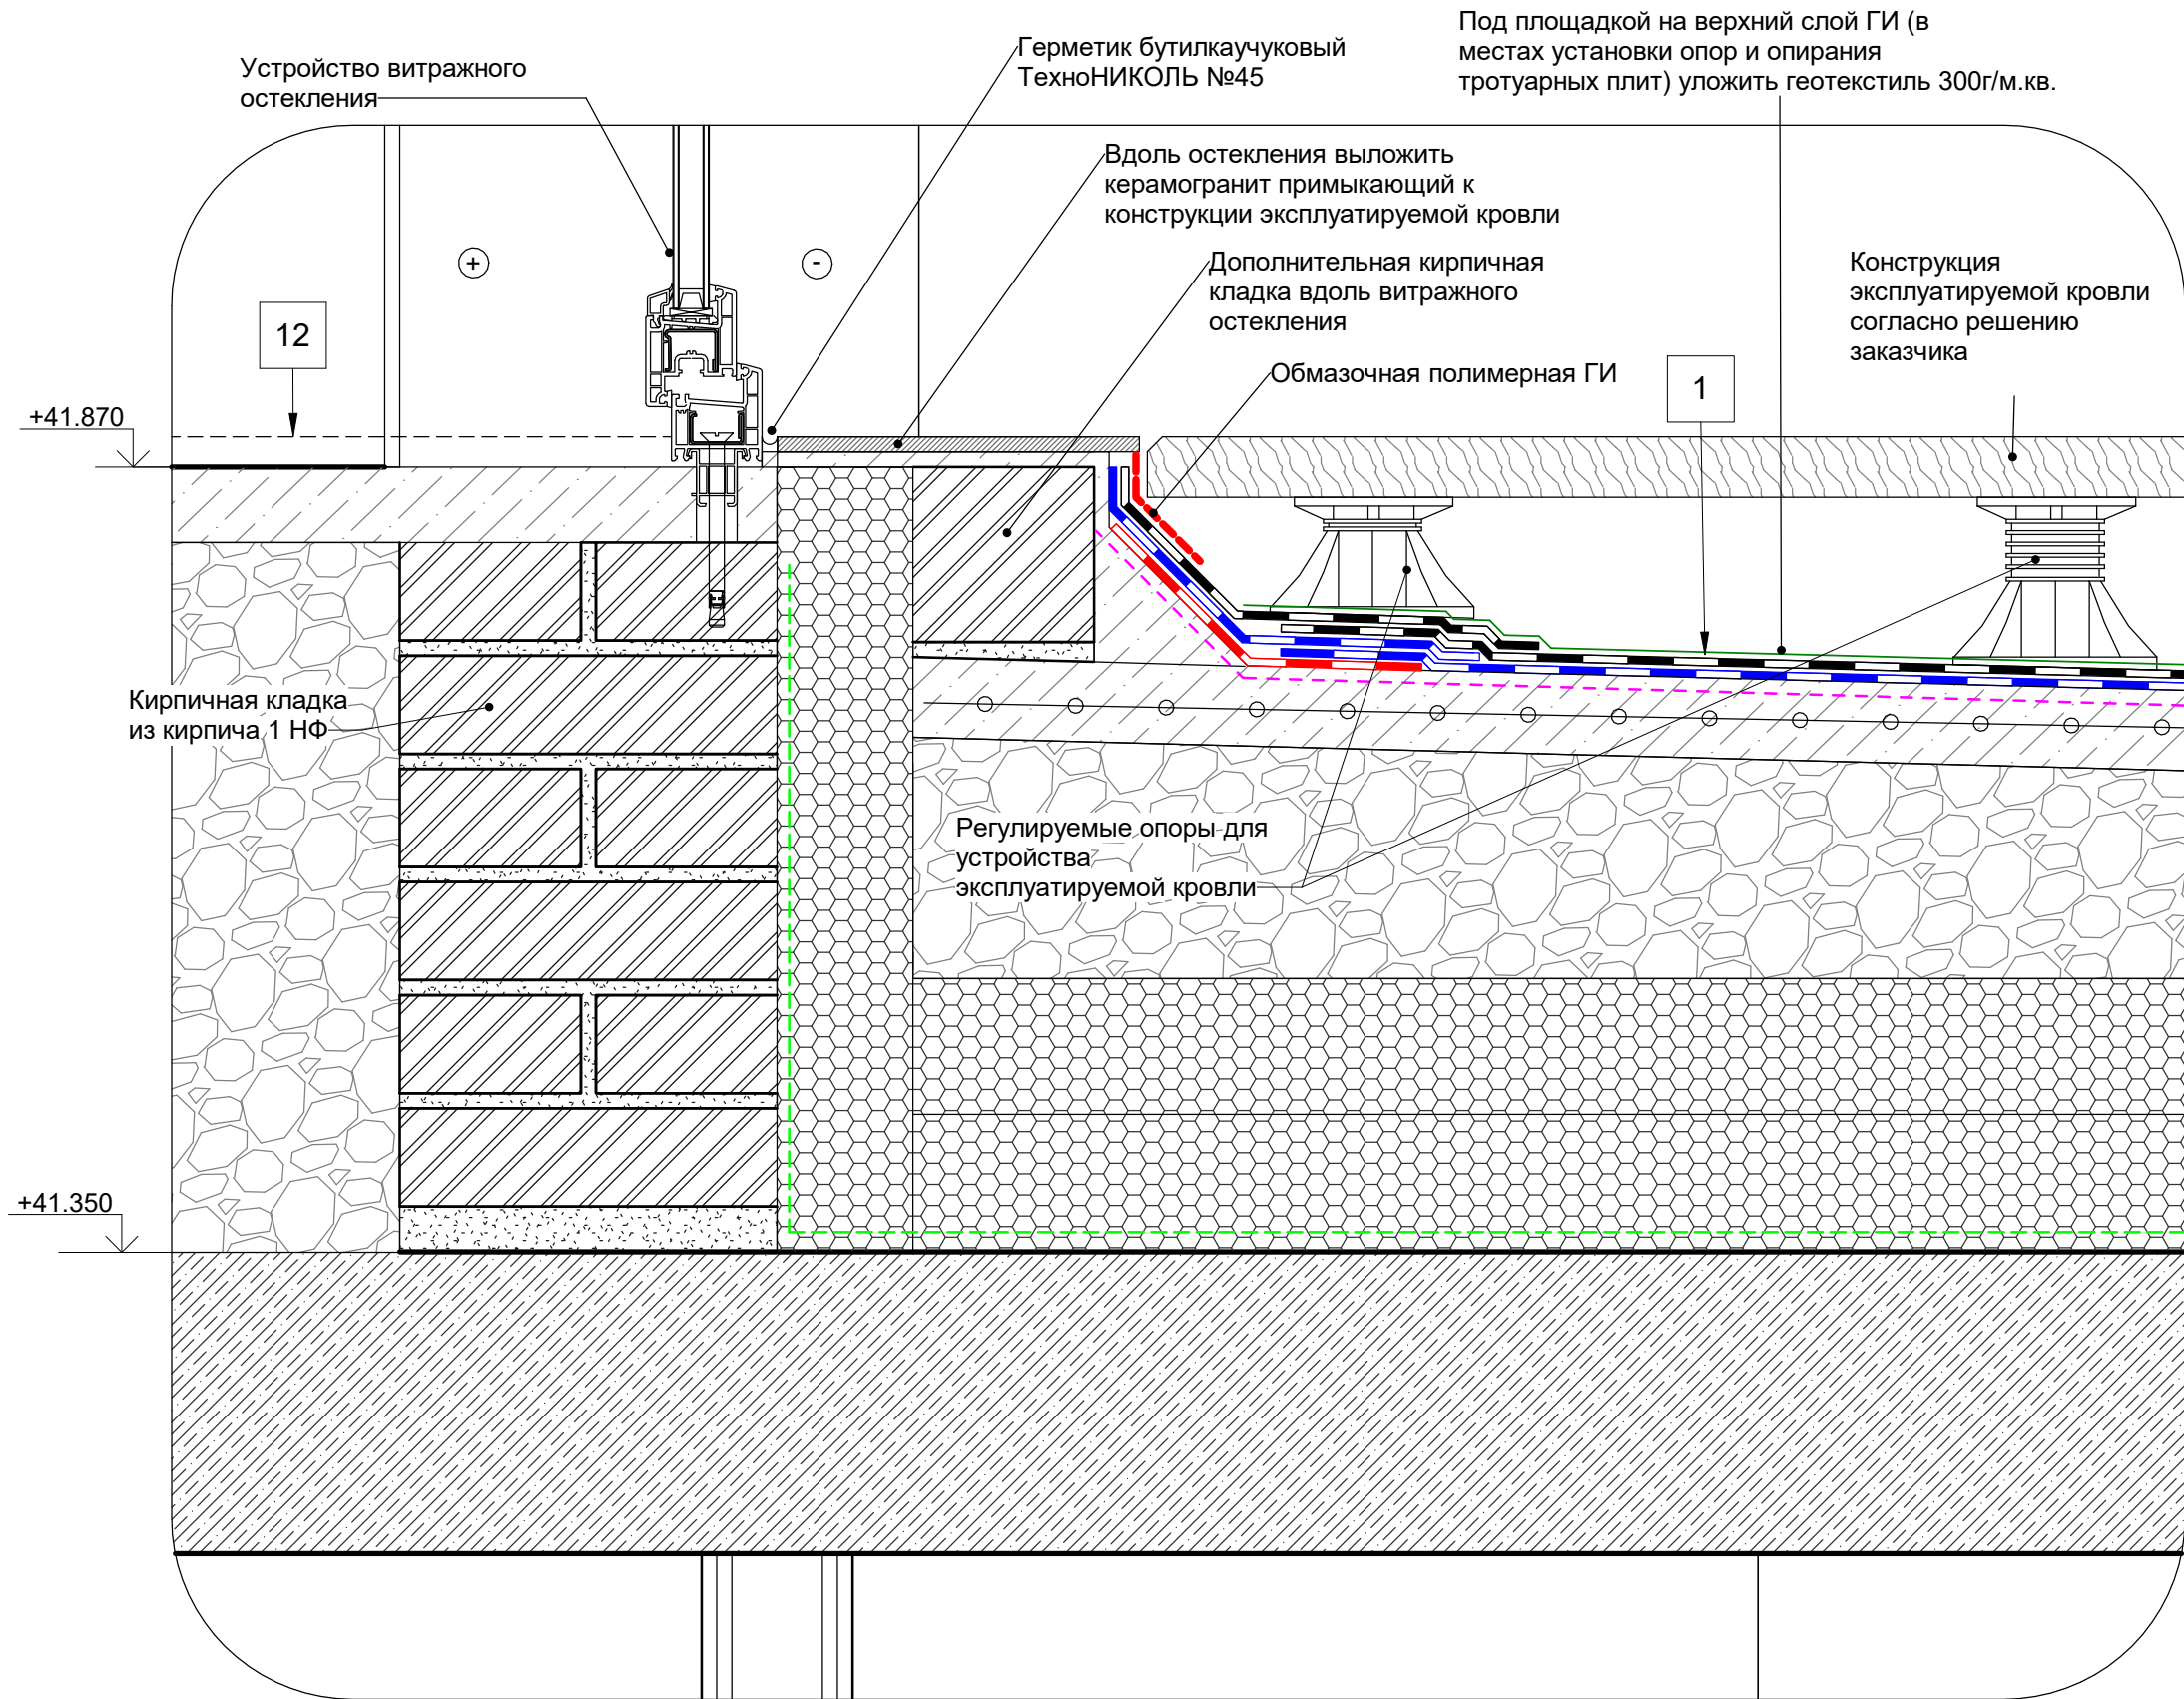 Под площадкой на верхний слой ГИ (в
местах установки опор и опирания
тротуарных плит) уложить геотекстиль 300г/м.кв.
Герметик бутилкаучуковый
ТехноНИКОЛЬ №45
Устройство витражного
остекления
Вдоль остекления выложить
керамогранит примыкающий к
конструкции эксплуатируемой кровли
Дополнительная кирпичная
кладка вдоль витражного
остекления
Конструкция
эксплуатируемой кровли
согласно решению
заказчика
+
-
12
Обмазочная полимерная ГИ
1
+41.870
Кирпичная кладка
из кирпича 1 НФ
Регулируемые опоры для
устройства
эксплуатируемой кровли
+41.350